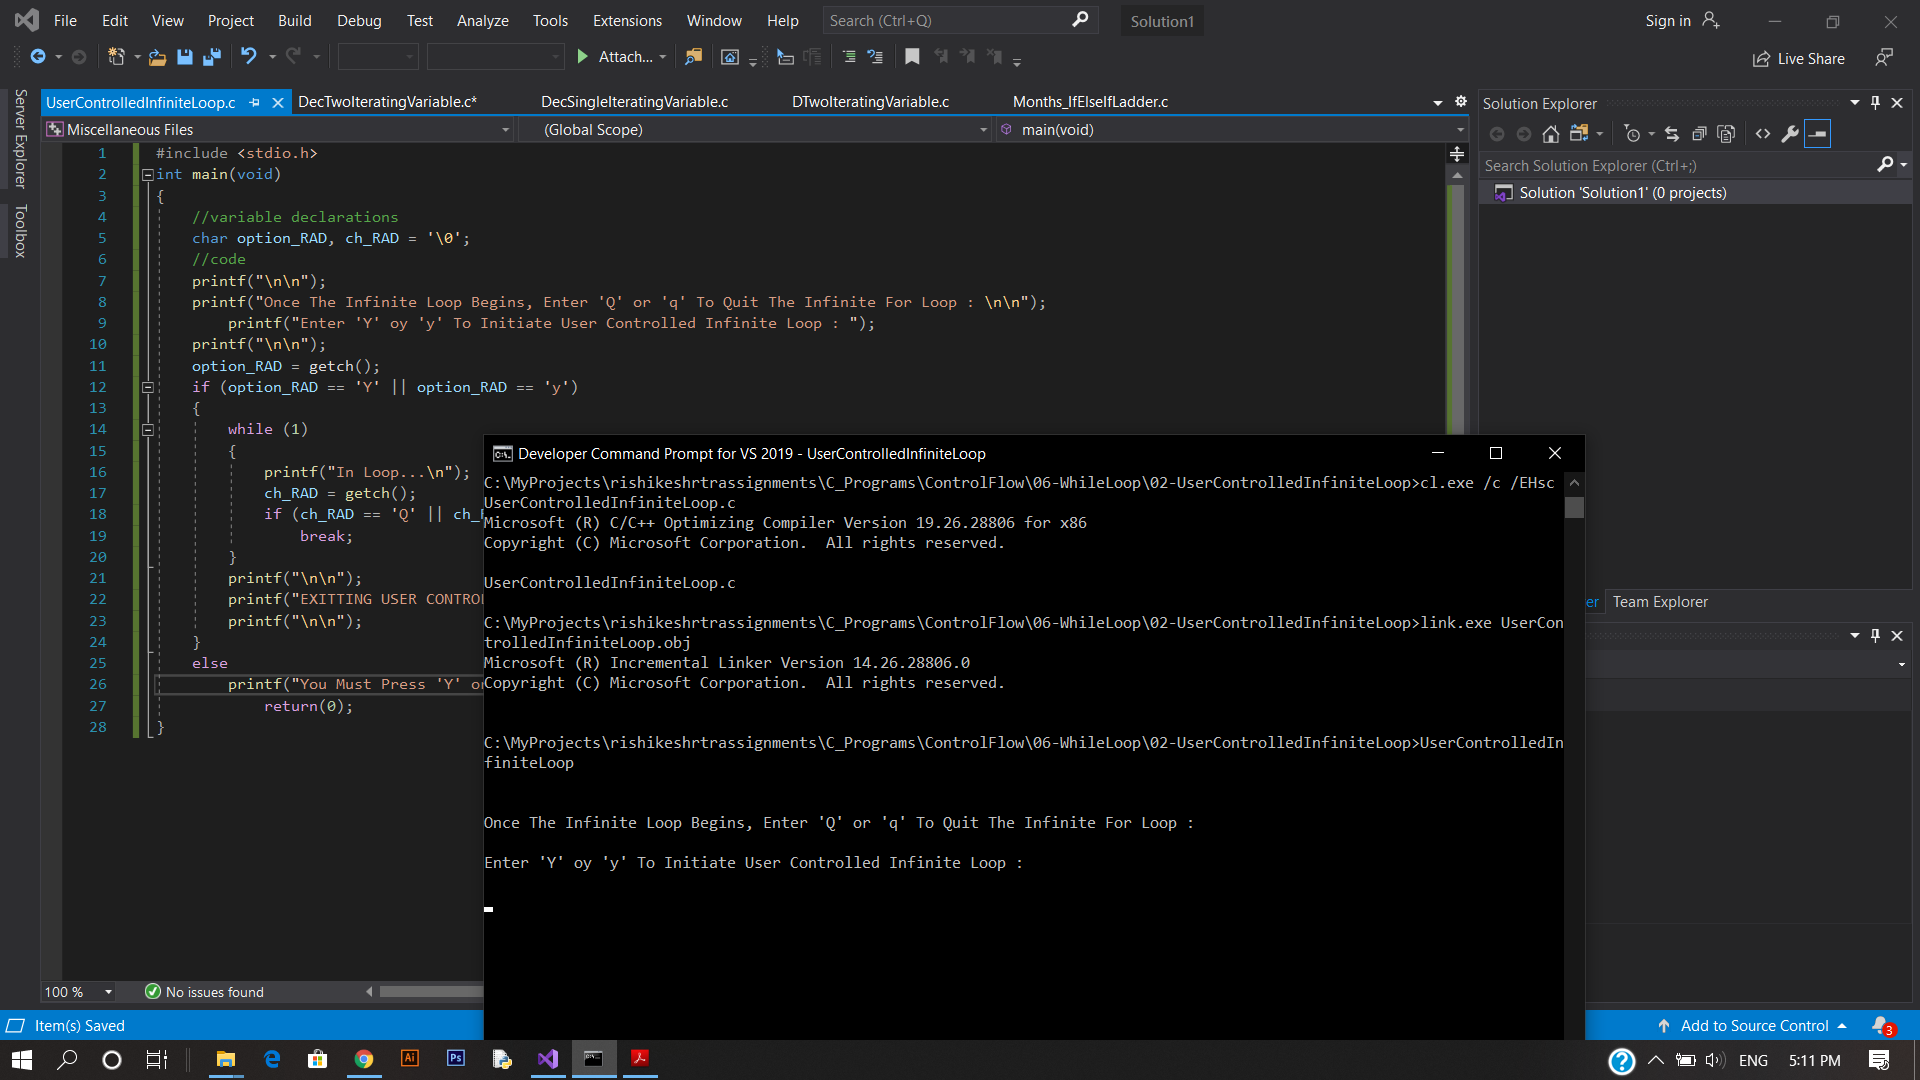 File Edit View Project Build Debug Test Analyze Tools Extensions Window Help Search (Ctrl+Q) Solution1 Sign in
Attach... Live Share
Server Explorer
Toolbox
UserControlledInfiniteLoop.c DecTwoIteratingVariable.c* DecSingleIteratingVariable.c DTwoIteratingVariable.c Months_IfElseIfLadder.c
Miscellaneous Files (Global Scope) main(void)
1 #include <stdio.h>
2 int main(void)
3 {
4 //variable declarations
5 char option_RAD, ch_RAD = '\0';
6 //code
7 printf("\n\n");
8 printf("Once The Infinite Loop Begins, Enter 'Q' or 'q' To Quit The Infinite For Loop : \n\n");
9 printf("Enter 'Y' oy 'y' To Initiate User Controlled Infinite Loop : ");
10 printf("\n\n");
11 option_RAD = getch();
12 if (option_RAD == 'Y' || option_RAD == 'y')
13 {
14 while (1)
15 {
16 printf("In Loop...\n");
17 ch_RAD = getch();
18 if (ch_RAD == 'Q' || ch_R
19 break;
20 }
21 printf("\n\n");
22 printf("EXITTING USER CONTROL
23 printf("\n\n");
24 }
25 else
26 printf("You Must Press 'Y' or
27 return(0);
28 }
100 % No issues found
Item(s) Saved
Developer Command Prompt for VS 2019 - UserControlledInfiniteLoop
C:\MyProjects\rishikeshrtrassignments\C_Programs\ControlFlow\06-WhileLoop\02-UserControlledInfiniteLoop>cl.exe /c /EHsc
UserControlledInfiniteLoop.c
Microsoft (R) C/C++ Optimizing Compiler Version 19.26.28806 for x86
Copyright (C) Microsoft Corporation.  All rights reserved.
UserControlledInfiniteLoop.c
C:\MyProjects\rishikeshrtrassignments\C_Programs\ControlFlow\06-WhileLoop\02-UserControlledInfiniteLoop>link.exe UserCon
trolledInfiniteLoop.obj
Microsoft (R) Incremental Linker Version 14.26.28806.0
Copyright (C) Microsoft Corporation.  All rights reserved.
C:\MyProjects\rishikeshrtrassignments\C_Programs\ControlFlow\06-WhileLoop\02-UserControlledInfiniteLoop>UserControlledIn
finiteLoop
Once The Infinite Loop Begins, Enter 'Q' or 'q' To Quit The Infinite For Loop :
Enter 'Y' oy 'y' To Initiate User Controlled Infinite Loop :
Solution Explorer
Search Solution Explorer (Ctrl+;)
Solution 'Solution1' (0 projects)
er Team Explorer
Add to Source Control 3
Ai Ps ENG 5:11 PM